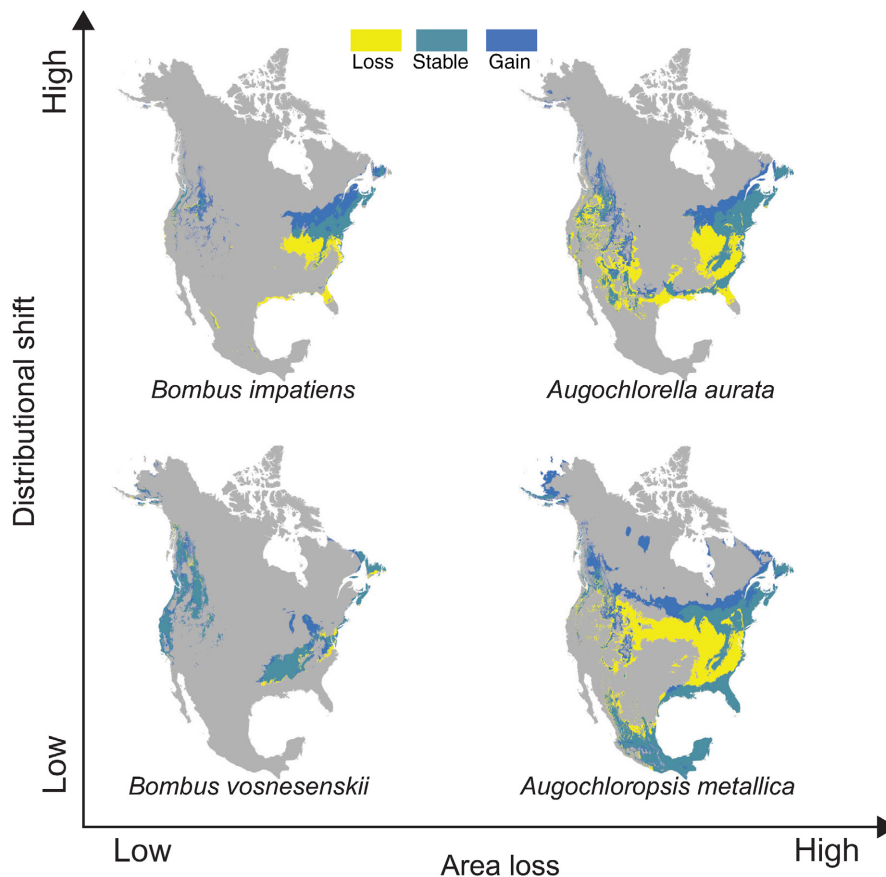 Loss Stable Gain
High
Bombus impatiens
Augochlorella aurata
Distributional shift
Bombus vosnesenskii
Augochloropsis metallica
Low
Low
Area loss
High